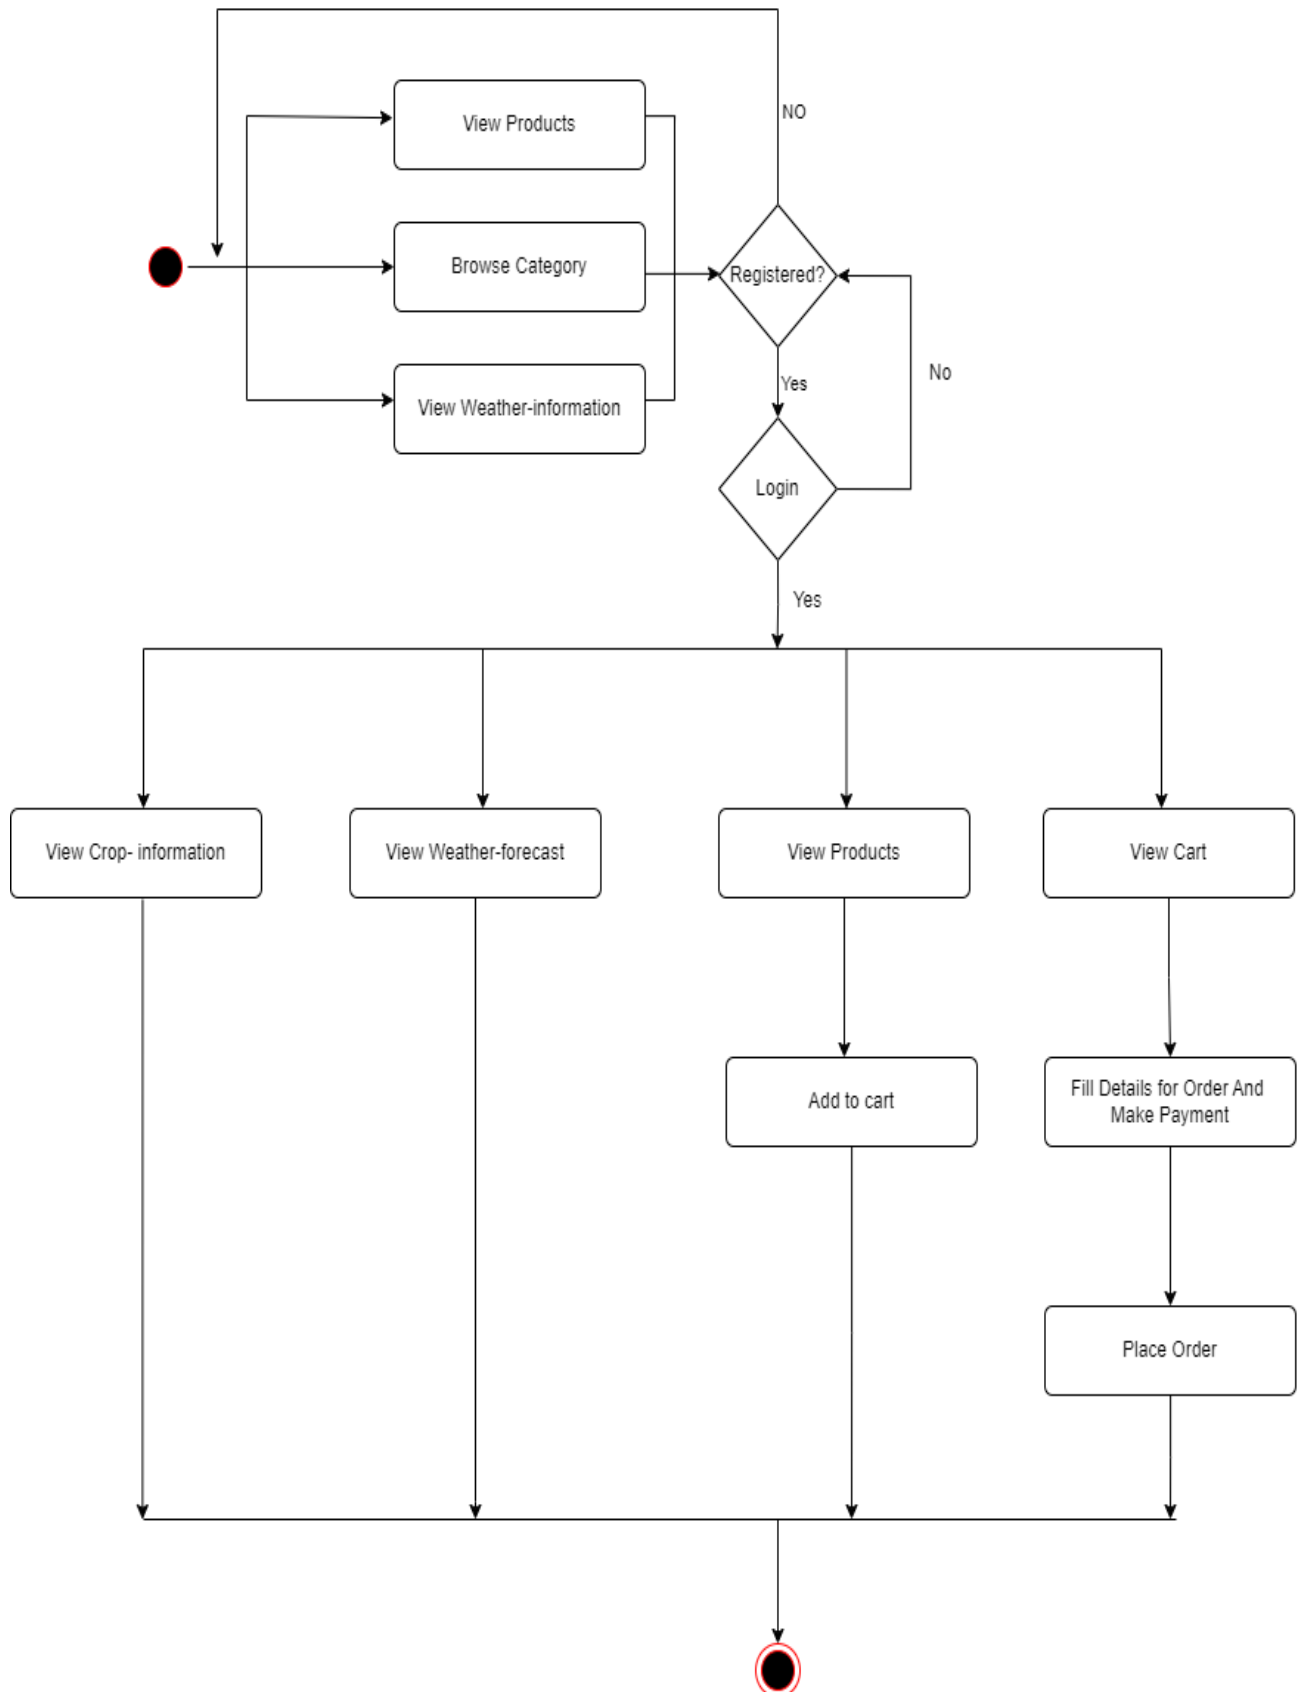 NO
View Products
Browse Category
Registered?
No
Yes
View Weather-information
Login
Yes
View Crop- information
View Weather-forecast
View Products
View Cart
Add to cart
Fill Details for Order And
Make Payment
Place Order